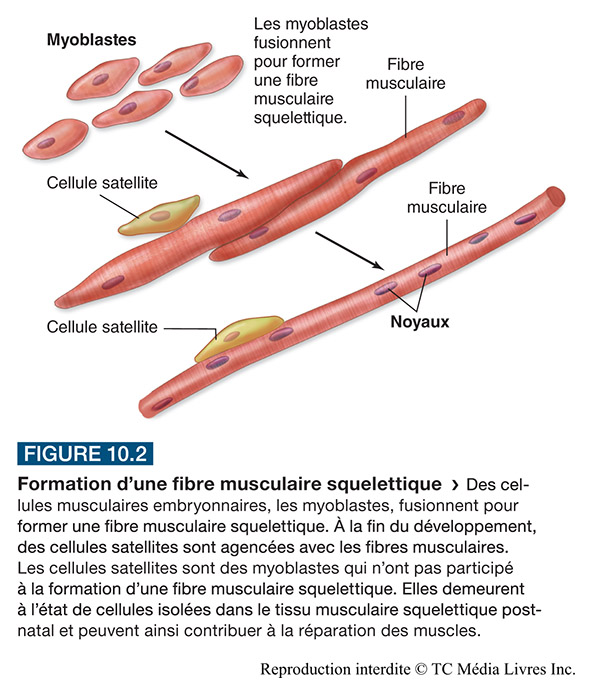 Myoblastes
Les myoblastes
fusionnent
pour former
une fibre
musculaire
squelettique.
Fibre
musculaire
Cellule satellite
Fibre
musculaire
Cellule satellite
Noyaux
FIGURE 10.2
Formation d’une fibre musculaire squelettique › Des cel-
lules musculaires embryonnaires, les myoblastes, fusionnent pour
former une fibre musculaire squelettique. À la fin du développement,
des cellules satellites sont agencées avec les fibres musculaires.
Les cellules satellites sont des myoblastes qui n’ont pas participé
à la formation d’une fibre musculaire squelettique. Elles demeurent
à l’état de cellules isolées dans le tissu musculaire squelettique post-
natal et peuvent ainsi contribuer à la réparation des muscles.
Reproduction interdite © TC Média Livres Inc.